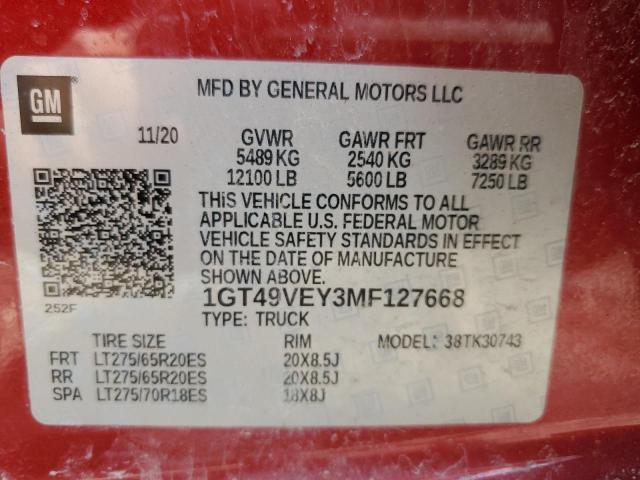 GM
MFD BY GENERAL MOTORS LLC
11/20 GVWR GAWR FRT GAWR RR
5489 KG 2540 KG 3289 KG
12100 LB 5600 LB 7250 LB
THIS VEHICLE CONFORMS TO ALL
APPLICABLE U.S. FEDERAL MOTOR
VEHICLE SAFETY STANDARDS IN EFFECT
ON THE DATE OF MANUFACTURE
SHOWN ABOVE.
252F
1GT49VEY3MF127668
TYPE: TRUCK
TIRE SIZE RIM MODEL: 38TK30743
FRT LT275/65R20ES 20X8.5J
RR LT275/65R20ES 20X8.5J
SPA LT275/70R18ES 18X8J